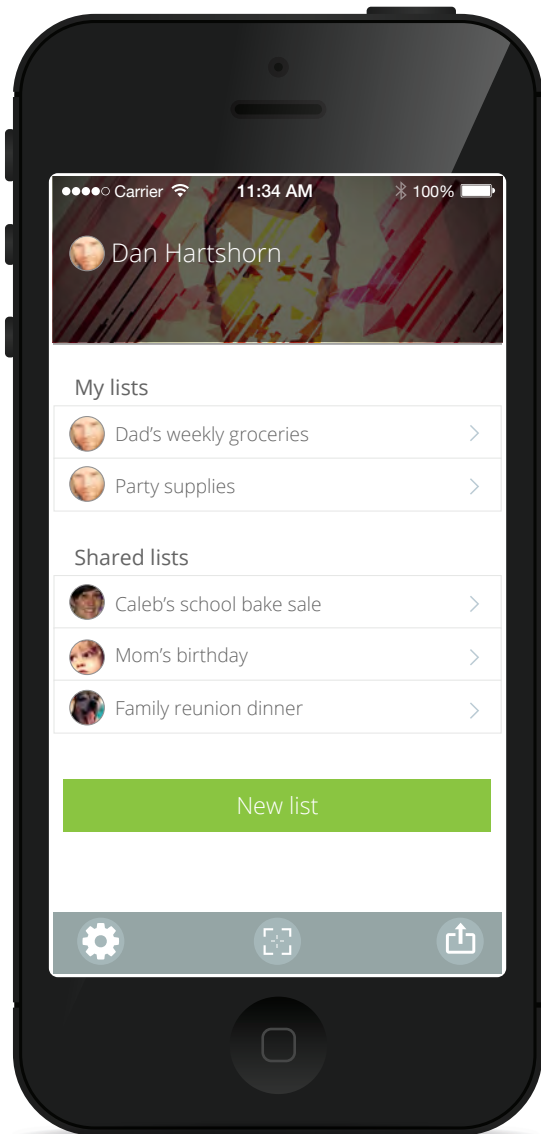 Carrier 11:34 AM 100%
Dan Hartshorn
My lists
Dad's weekly groceries
Party supplies
Shared lists
Caleb's school bake sale
Mom's birthday
Family reunion dinner
New list